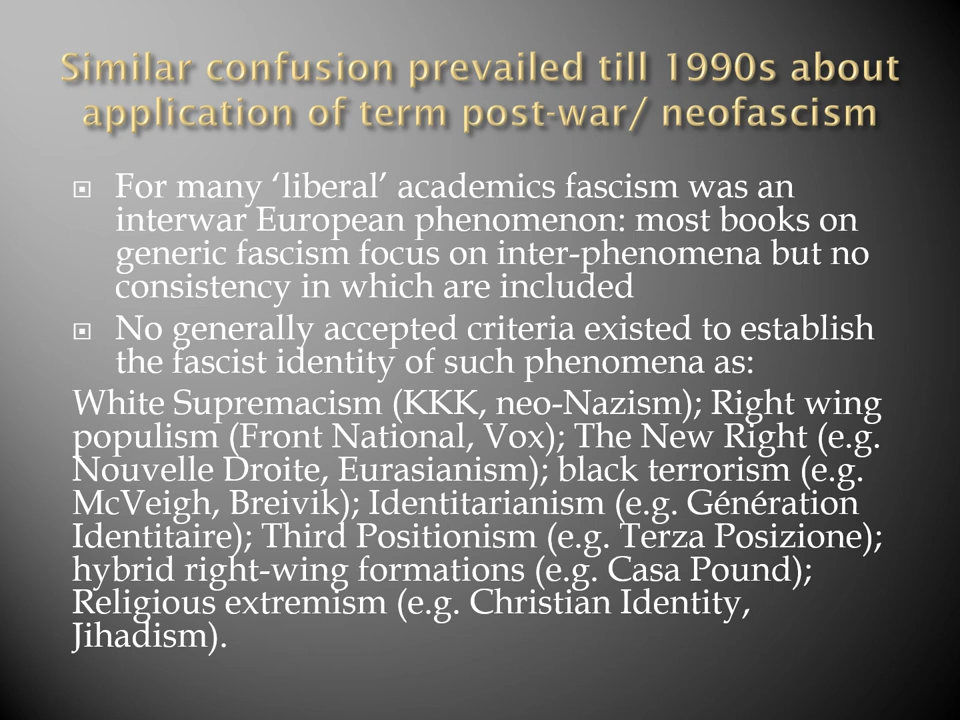 Similar confusion prevailed till 1990s about
application of term post-war/ neofascism
For many ‘liberal’ academics fascism was an
interwar European phenomenon: most books on
generic fascism focus on inter-phenomena but no
consistency in which are included
No generally accepted criteria existed to establish
the fascist identity of such phenomena as:
White Supremacism (KKK, neo-Nazism); Right wing
populism (Front National, Vox); The New Right (e.g.
Nouvelle Droite, Eurasianism); black terrorism (e.g.
McVeigh, Breivik); Identitarianism (e.g. Génération
Identitaire); Third Positionism (e.g. Terza Posizione);
hybrid right-wing formations (e.g. Casa Pound);
Religious extremism (e.g. Christian Identity,
Jihadism).